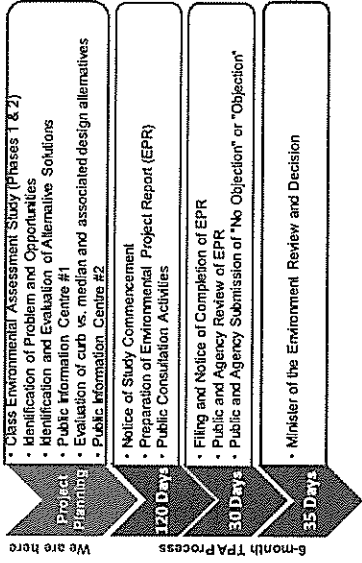 We are here
Project
Planning
• Class Environmental Assessment Study (Phases 1 & 2)
• Identification of Problem and Opportunities
• Identification and Evaluation of Alternative Solutions
• Public Information Centre #1
• Evaluation of curb vs. median and associated design alternatives
• Public Information Centre #2
6-month TPA Process
120 Days
• Notice of Study Commencement
• Preparation of Environmental Project Report (EPR)
• Public Consultation Activities
30 Days
• Filing and Notice of Completion of EPR
• Public and Agency Review of EPR
• Public and Agency Submission of "No Objection" or "Objection"
35 Days
• Minister of the Environment Review and Decision